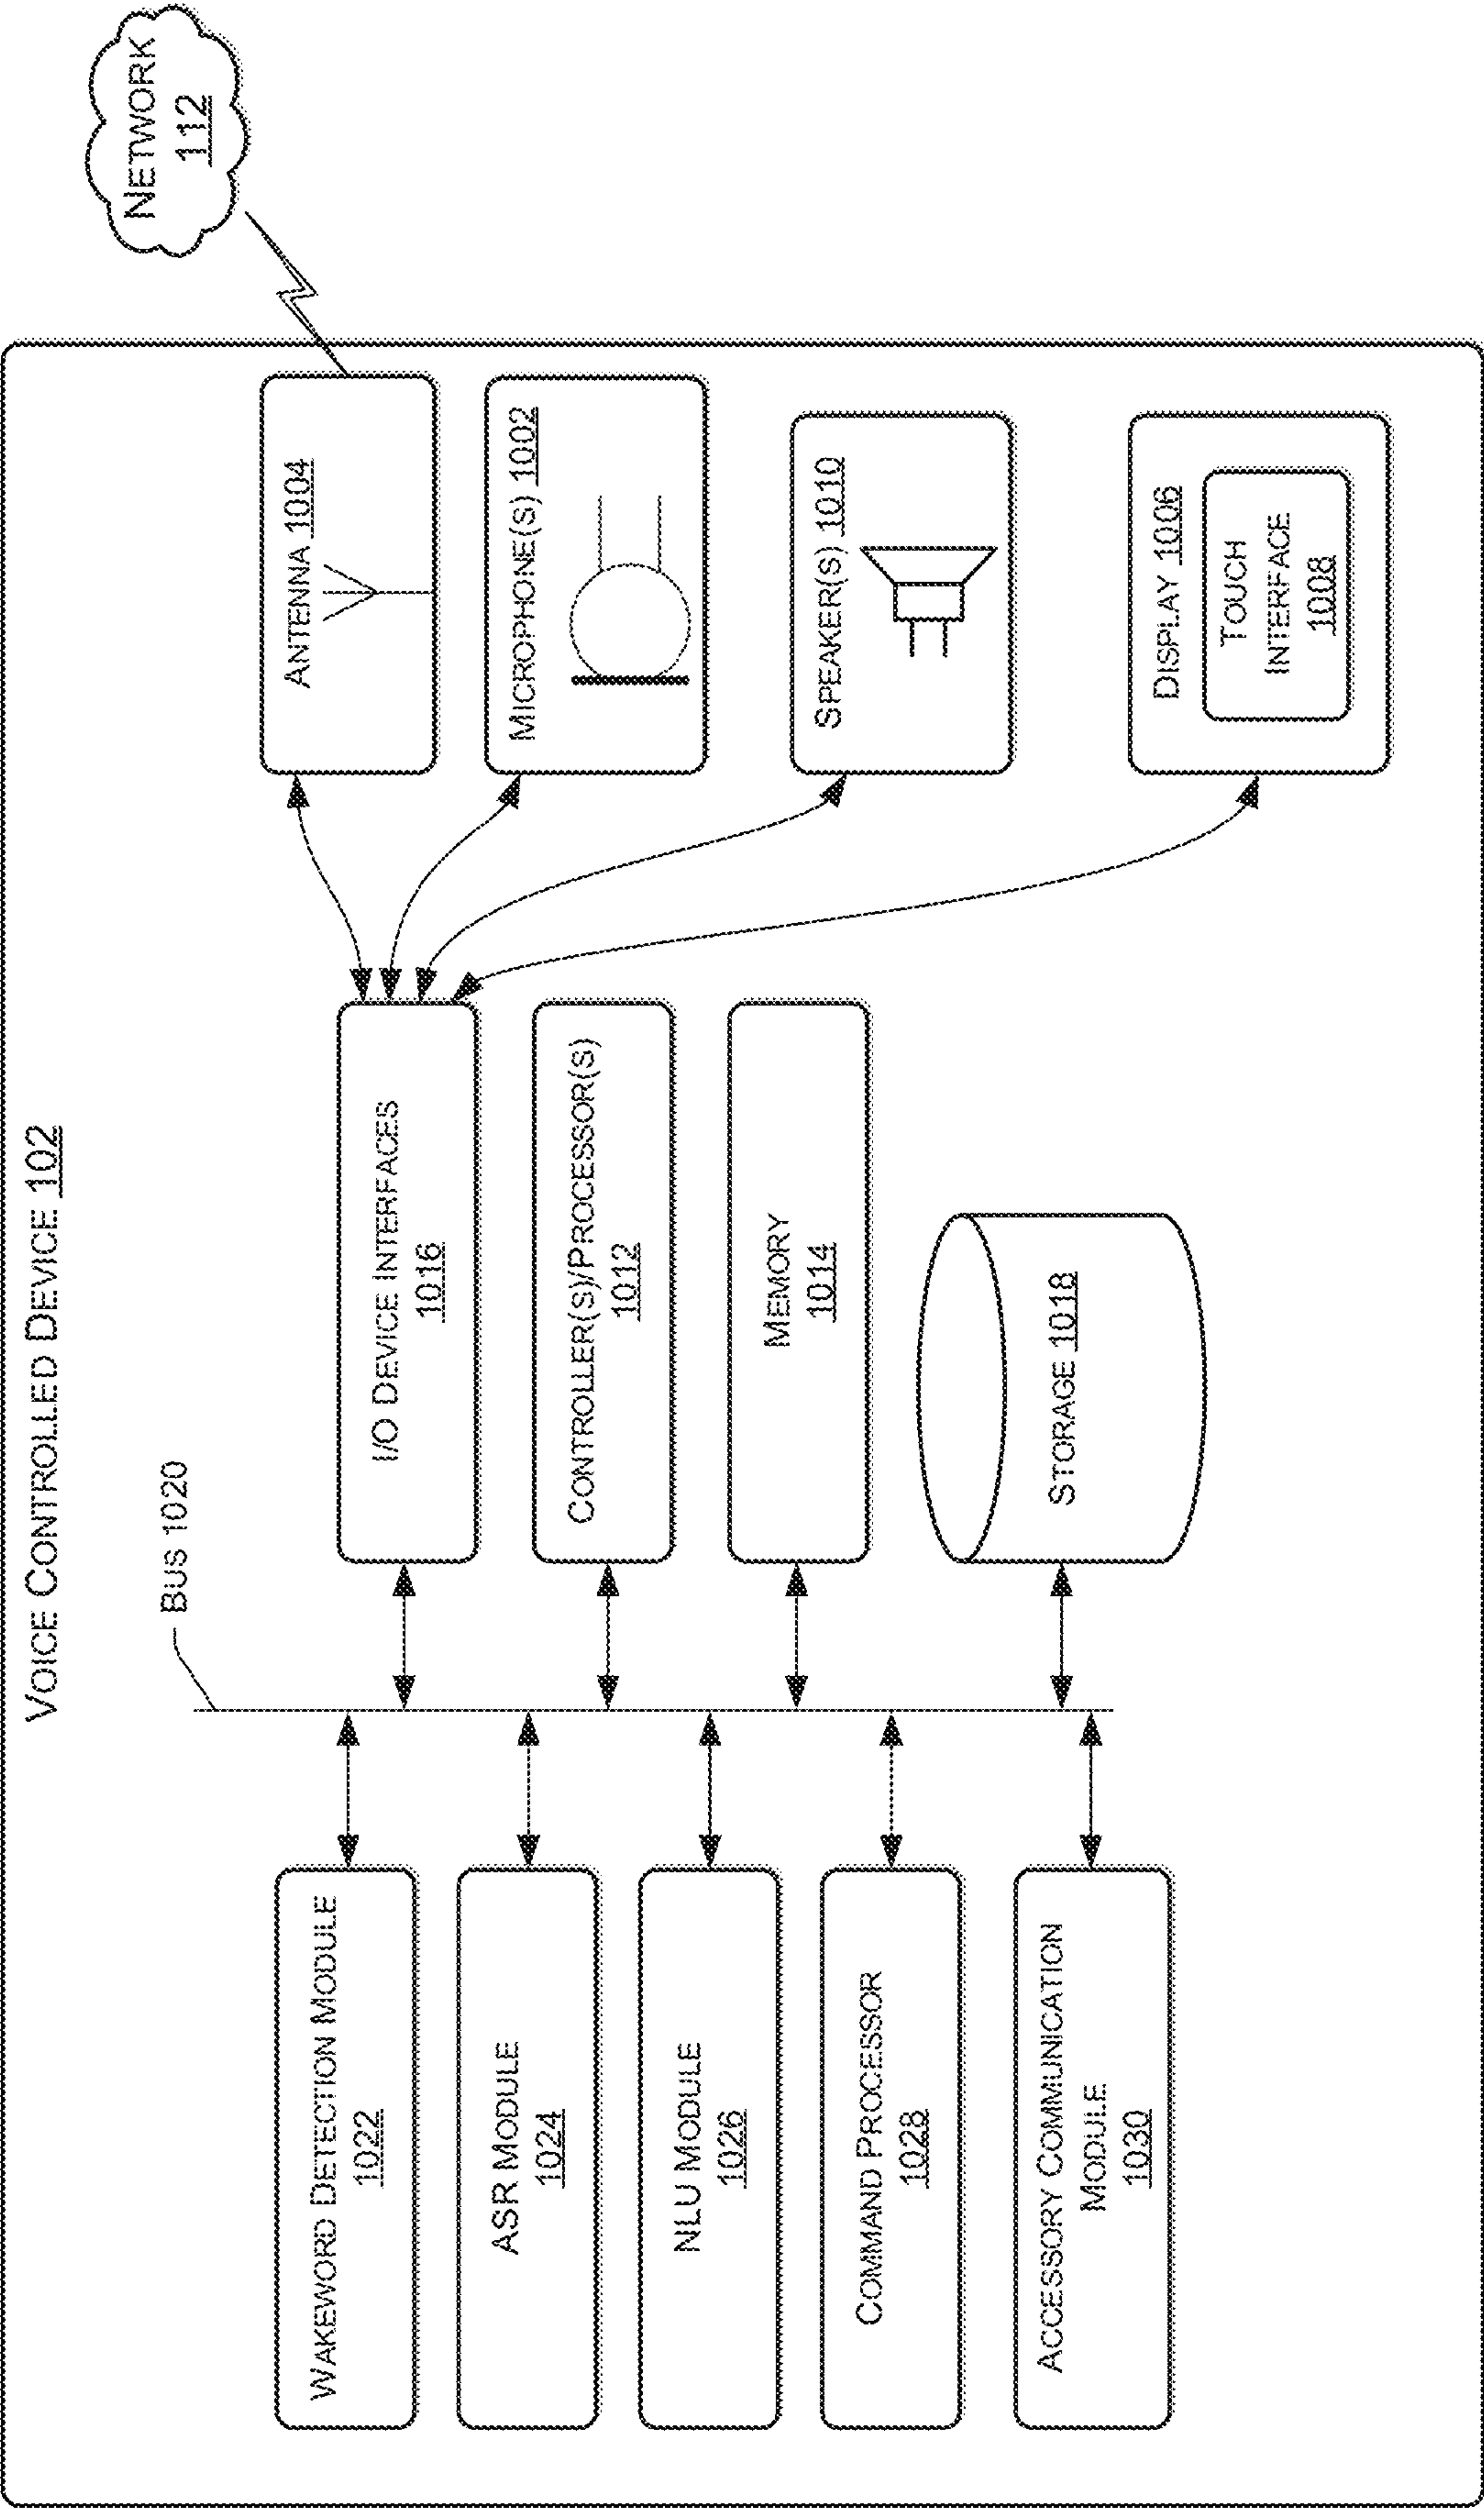 VOICE CONTROLLED DEVICE 102
BUS 1020
WAKEWORD DETECTION MODULE
1022
ASR MODULE
1024
NLU MODULE
1026
COMMAND PROCESSOR
1028
ACCESSORY COMMUNICATION
MODULE
1030
I/O DEVICE INTERFACES
1016
CONTROLLER(S)/PROCESSOR(S)
1012
MEMORY
1014
STORAGE 1018
ANTENNA 1004
MICROPHONE(S) 1002
SPEAKER(S) 1010
DISPLAY 1006
TOUCH
INTERFACE
1008
NETWORK
112